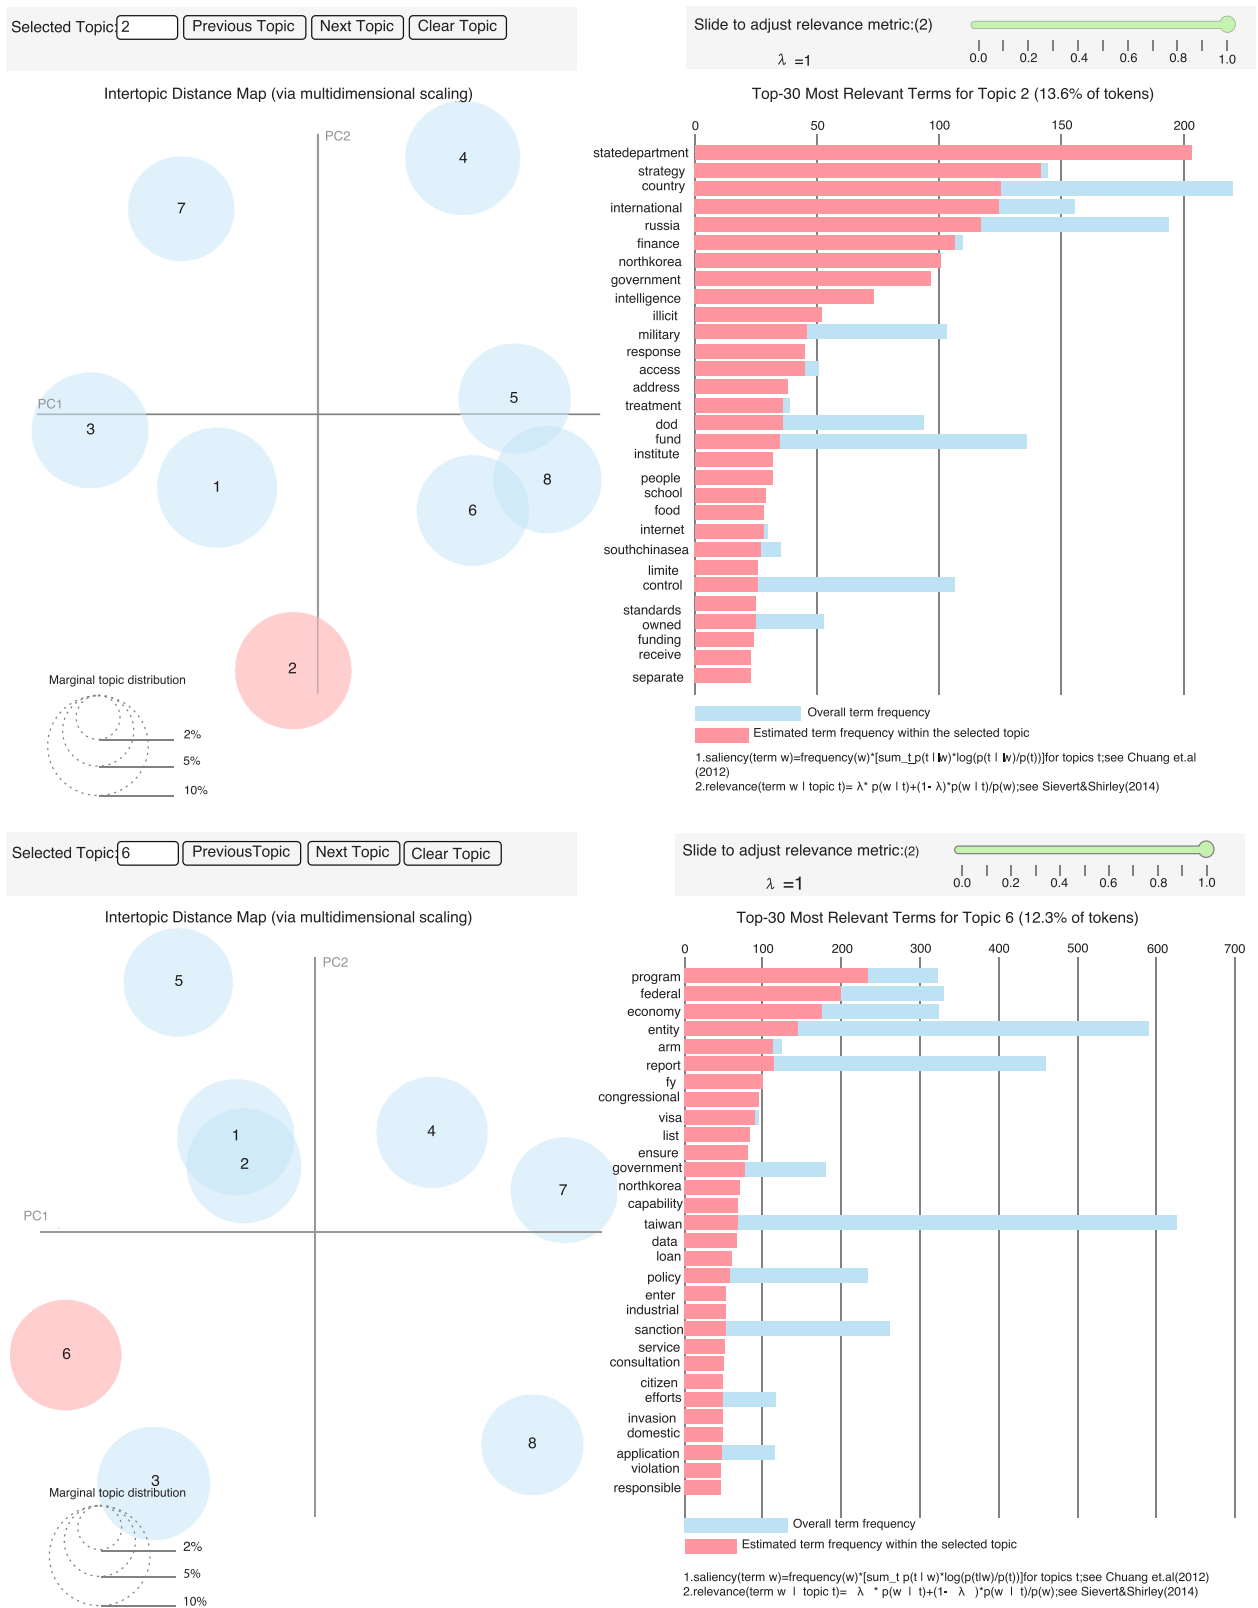 Selected Topic: 2 Previous Topic Next Topic Clear Topic
Slide to adjust relevance metric:(2)
λ =1
0.0 0.2 0.4 0.6 0.8 1.0
Intertopic Distance Map (via multidimensional scaling)
PC2
PC1
4
7
5
3
8
1
6
2
Marginal topic distribution
2%
5%
10%
Top-30 Most Relevant Terms for Topic 2 (13.6% of tokens)
0 50 100 150 200
statedepartment
strategy
country
international
russia
finance
northkorea
government
intelligence
illicit
military
response
access
address
treatment
dod
fund
institute
people
school
food
internet
southchinasea
limite
control
standards
owned
funding
receive
separate
Overall term frequency
Estimated term frequency within the selected topic
1.saliency(term w)=frequency(w)*[sum_t p(t | w)*log(p(t | w)/p(t))]for topics t;see Chuang et.al
(2012)
2.relevance(term w | topic t)= λ* p(w | t)+(1- λ)*p(w | t)/p(w);see Sievert&Shirley(2014)
Selected Topic: 6 PreviousTopic Next Topic Clear Topic
Slide to adjust relevance metric:(2)
λ =1
0.0 0.2 0.4 0.6 0.8 1.0
Intertopic Distance Map (via multidimensional scaling)
PC2
PC1
5
1
4
2
7
6
8
3
Marginal topic distribution
2%
5%
10%
Top-30 Most Relevant Terms for Topic 6 (12.3% of tokens)
0 100 200 300 400 500 600 700
program
federal
economy
entity
arm
report
fy
congressional
visa
list
ensure
government
northkorea
capability
taiwan
data
loan
policy
enter
industrial
sanction
service
consultation
citizen
efforts
invasion
domestic
application
violation
responsible
Overall term frequency
Estimated term frequency within the selected topic
1.saliency(term w)=frequency(w)*[sum_t p(t | w)*log(p(t|w)/p(t))]for topics t;see Chuang et.al(2012)
2.relevance(term w | topic t)= λ * p(w | t)+(1- λ )*p(w | t)/p(w);see Sievert&Shirley(2014)